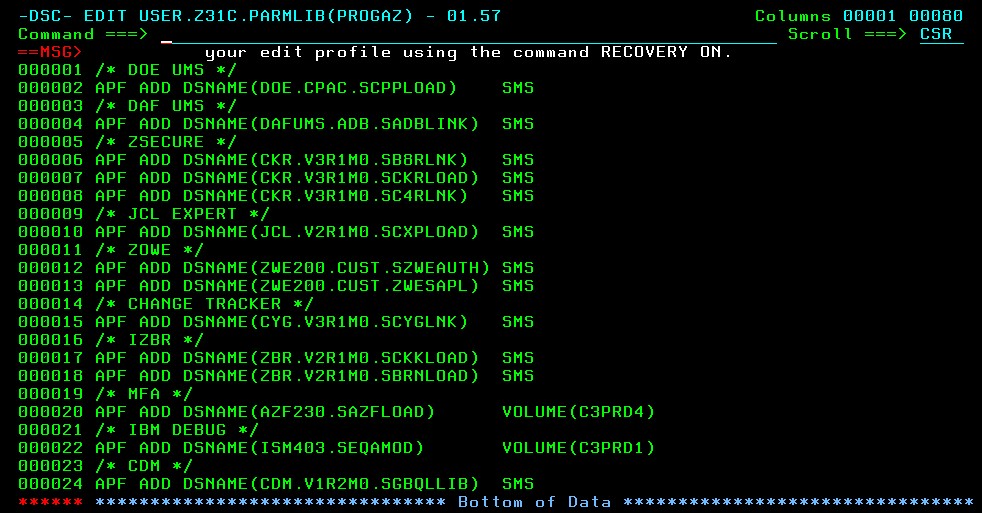 -DSC- EDIT USER.Z31C.PARMLIB(PROGAZ) - 01.57 Columns 00001 00080
Command ===> _ Scroll ===> CSR
==MSG> your edit profile using the command RECOVERY ON.
000001 /* DOE UMS */
000002 APF ADD DSNAME(DOE.CPAC.SCPPLOAD) SMS
000003 /* DAF UMS */
000004 APF ADD DSNAME(DAFUMS.ADB.SADBLINK) SMS
000005 /* ZSECURE */
000006 APF ADD DSNAME(CKR.V3R1M0.SB8RLNK) SMS
000007 APF ADD DSNAME(CKR.V3R1M0.SCKRLOAD) SMS
000008 APF ADD DSNAME(CKR.V3R1M0.SC4RLNK) SMS
000009 /* JCL EXPERT */
000010 APF ADD DSNAME(JCL.V2R1M0.SCXPLOAD) SMS
000011 /* ZOWE */
000012 APF ADD DSNAME(ZWE200.CUST.SZWEAUTH) SMS
000013 APF ADD DSNAME(ZWE200.CUST.ZWESAPL) SMS
000014 /* CHANGE TRACKER */
000015 APF ADD DSNAME(CYG.V3R1M0.SCYGLNK) SMS
000016 /* IZBR */
000017 APF ADD DSNAME(ZBR.V2R1M0.SCKKLOAD) SMS
000018 APF ADD DSNAME(ZBR.V2R1M0.SBRNLOAD) SMS
000019 /* MFA */
000020 APF ADD DSNAME(AZF230.SAZFLOAD) VOLUME(C3PRD4)
000021 /* IBM DEBUG */
000022 APF ADD DSNAME(ISM403.SEQAMOD) VOLUME(C3PRD1)
000023 /* CDM */
000024 APF ADD DSNAME(CDM.V1R2M0.SGBQLLIB) SMS
****** ******************************** Bottom of Data ********************************